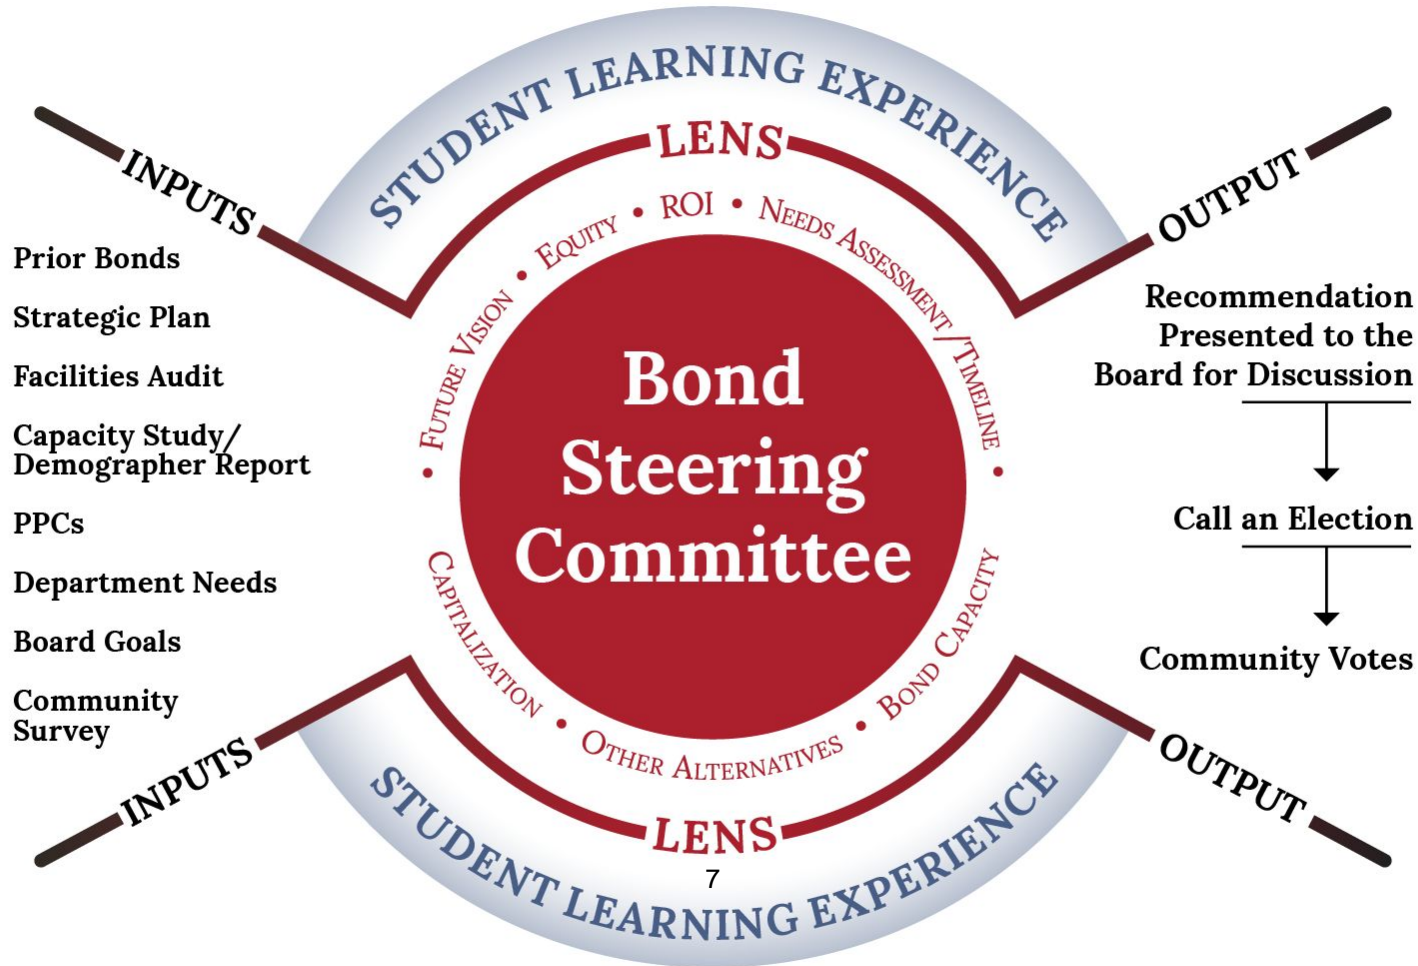 STUDENT LEARNING EXPERIENCE
LENS
INPUTS
OUTPUT
Prior Bonds
Strategic Plan
Facilities Audit
Capacity Study/
Demographer Report
PPCs
Department Needs
Board Goals
Community
Survey
INPUTS
• FUTURE VISION • EQUITY • ROI • NEEDS ASSESSMENT/TIMELINE •
Bond
Steering
Committee
CAPITALIZATION • OTHER ALTERNATIVES • BOND CAPACITY
Recommendation
Presented to the
Board for Discussion
Call an Election
Community Votes
OUTPUT
LENS
7
STUDENT LEARNING EXPERIENCE